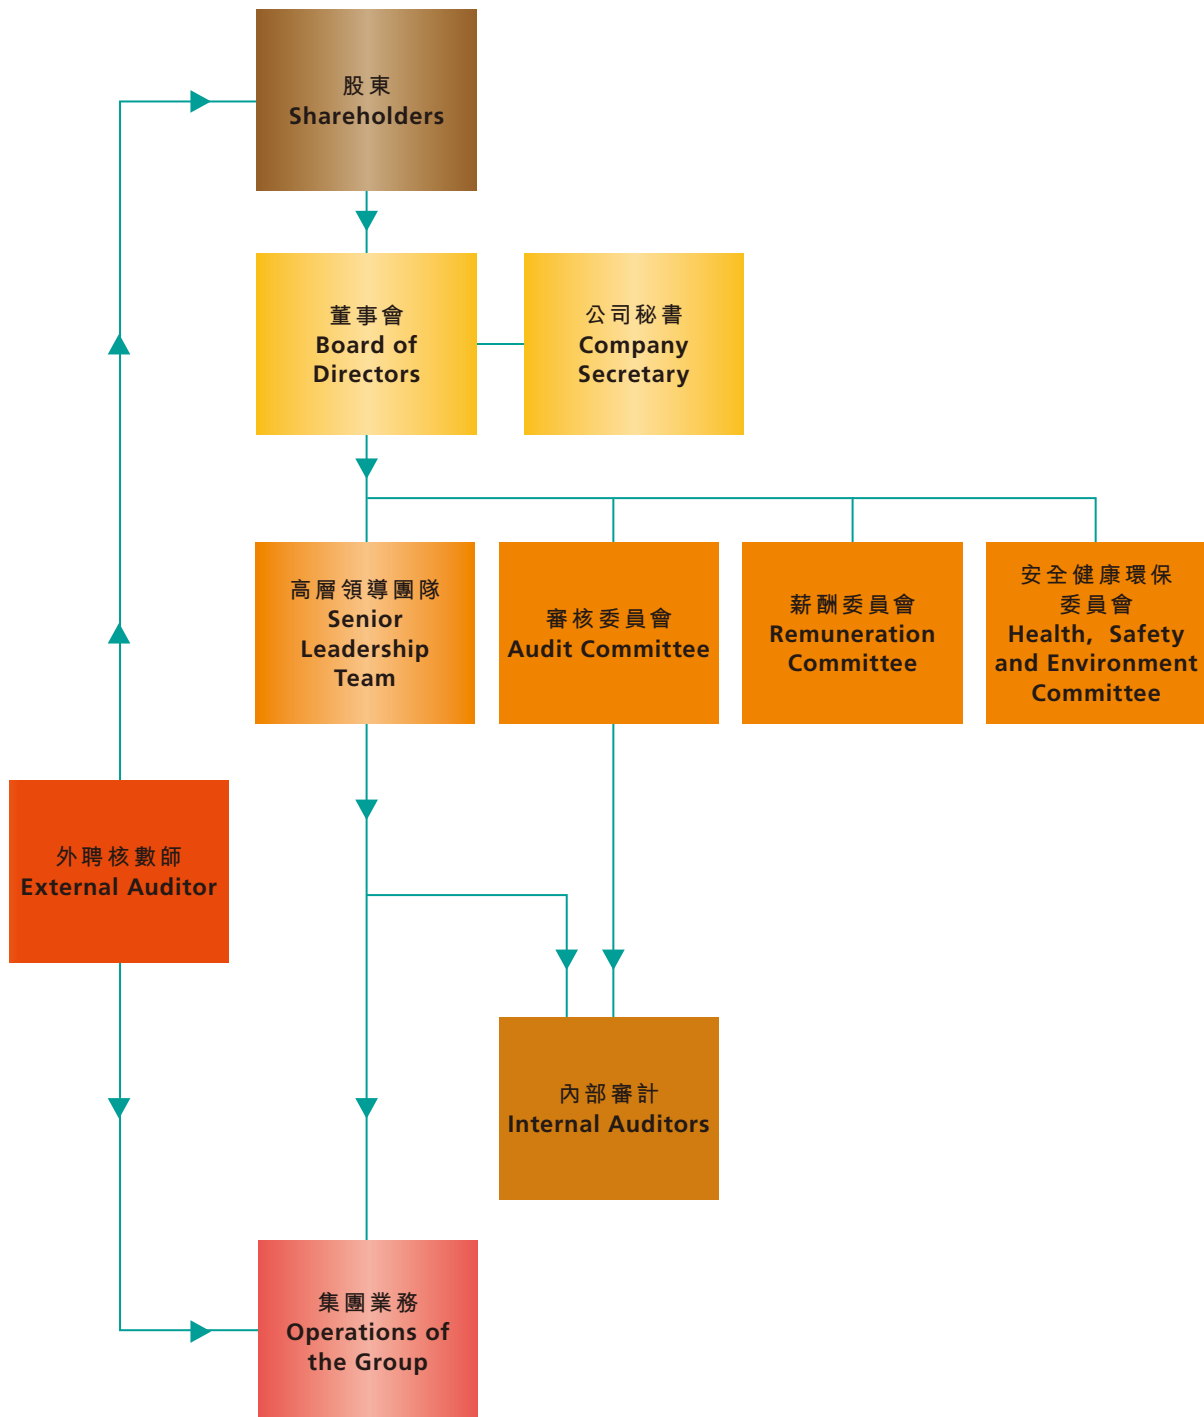 股東
Shareholders
董事會
Board of
Directors
公司秘書
Company
Secretary
高層領導團隊
Senior
Leadership
Team
審核委員會
Audit Committee
薪酬委員會
Remuneration
Committee
安全健康環保
委員會
Health, Safety
and Environment
Committee
外聘核數師
External Auditor
內部審計
Internal Auditors
集團業務
Operations of
the Group